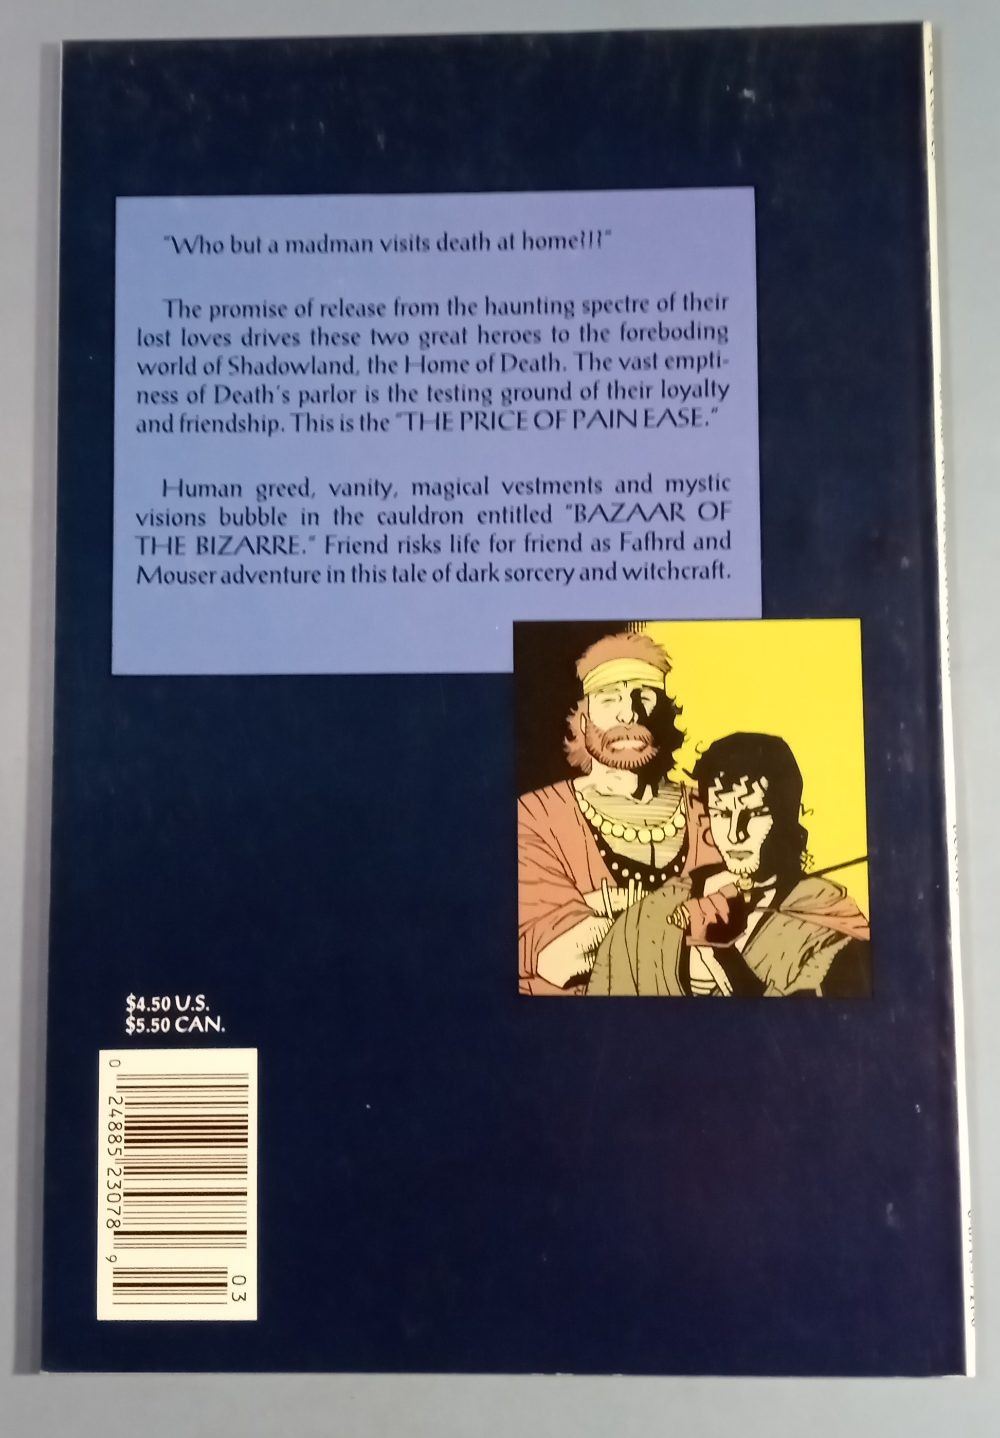 "Who but a madman visits death at home?!?"
The promise of release from the haunting spectre of their
lost loves drives these two great heroes to the foreboding
world of Shadowland, the Home of Death. The vast empti-
ness of Death's parlor is the testing ground of their loyalty
and friendship. This is the "THE PRICE OF PAIN EASE."
Human greed, vanity, magical vestments and mystic
visions bubble in the cauldron entitled "BAZAAR OF
THE BIZARRE." Friend risks life for friend as Fafhrd and
Mouser adventure in this tale of dark sorcery and witchcraft.
$4.50 U.S.
$5.50 CAN.
0 24885 23078 9
03